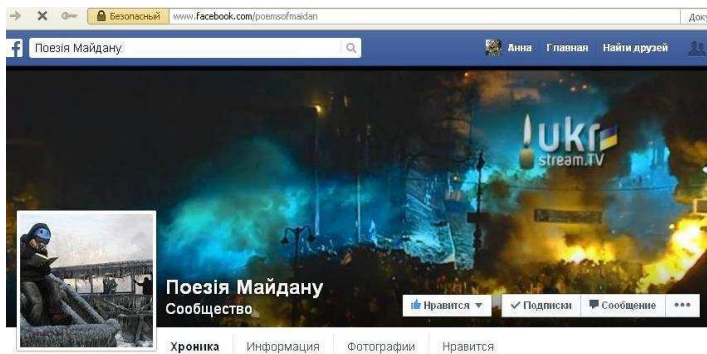 Безопасный www.facebook.com/poemsofmaidan Док
f Поезія Майдану Анна Главная Найти друзей
ukr
stream.TV
Поезія Майдану
Сообщество
Нравится Подписки Сообщение
Хроника Информация Фотографии Нравится